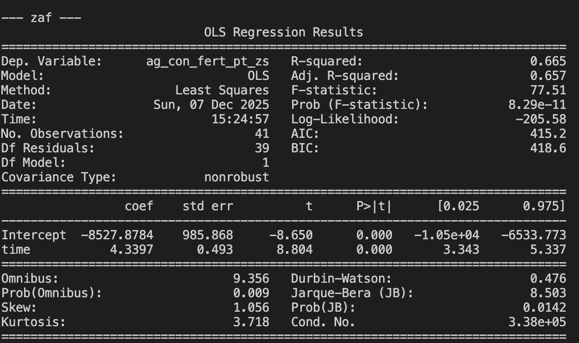 --- zaf ---
OLS Regression Results
==============================================================================
Dep. Variable:     ag_con_fert_pt_zs   R-squared:                       0.665
Model:                            OLS   Adj. R-squared:                  0.657
Method:                 Least Squares   F-statistic:                     77.51
Date:                Sun, 07 Dec 2025   Prob (F-statistic):           8.29e-11
Time:                        15:24:57   Log-Likelihood:                -205.58
No. Observations:                  41   AIC:                             415.2
Df Residuals:                      39   BIC:                             418.6
Df Model:                           1
Covariance Type:            nonrobust
==============================================================================
                 coef    std err          t      P>|t|      [0.025      0.975]
------------------------------------------------------------------------------
Intercept  -8527.8784    985.868     -8.650      0.000   -1.05e+04   -6533.773
time           4.3397      0.493      8.804      0.000       3.343       5.337
==============================================================================
Omnibus:                        9.356   Durbin-Watson:                   0.476
Prob(Omnibus):                  0.009   Jarque-Bera (JB):                8.503
Skew:                           1.056   Prob(JB):                       0.0142
Kurtosis:                       3.718   Cond. No.                     3.38e+05
==============================================================================